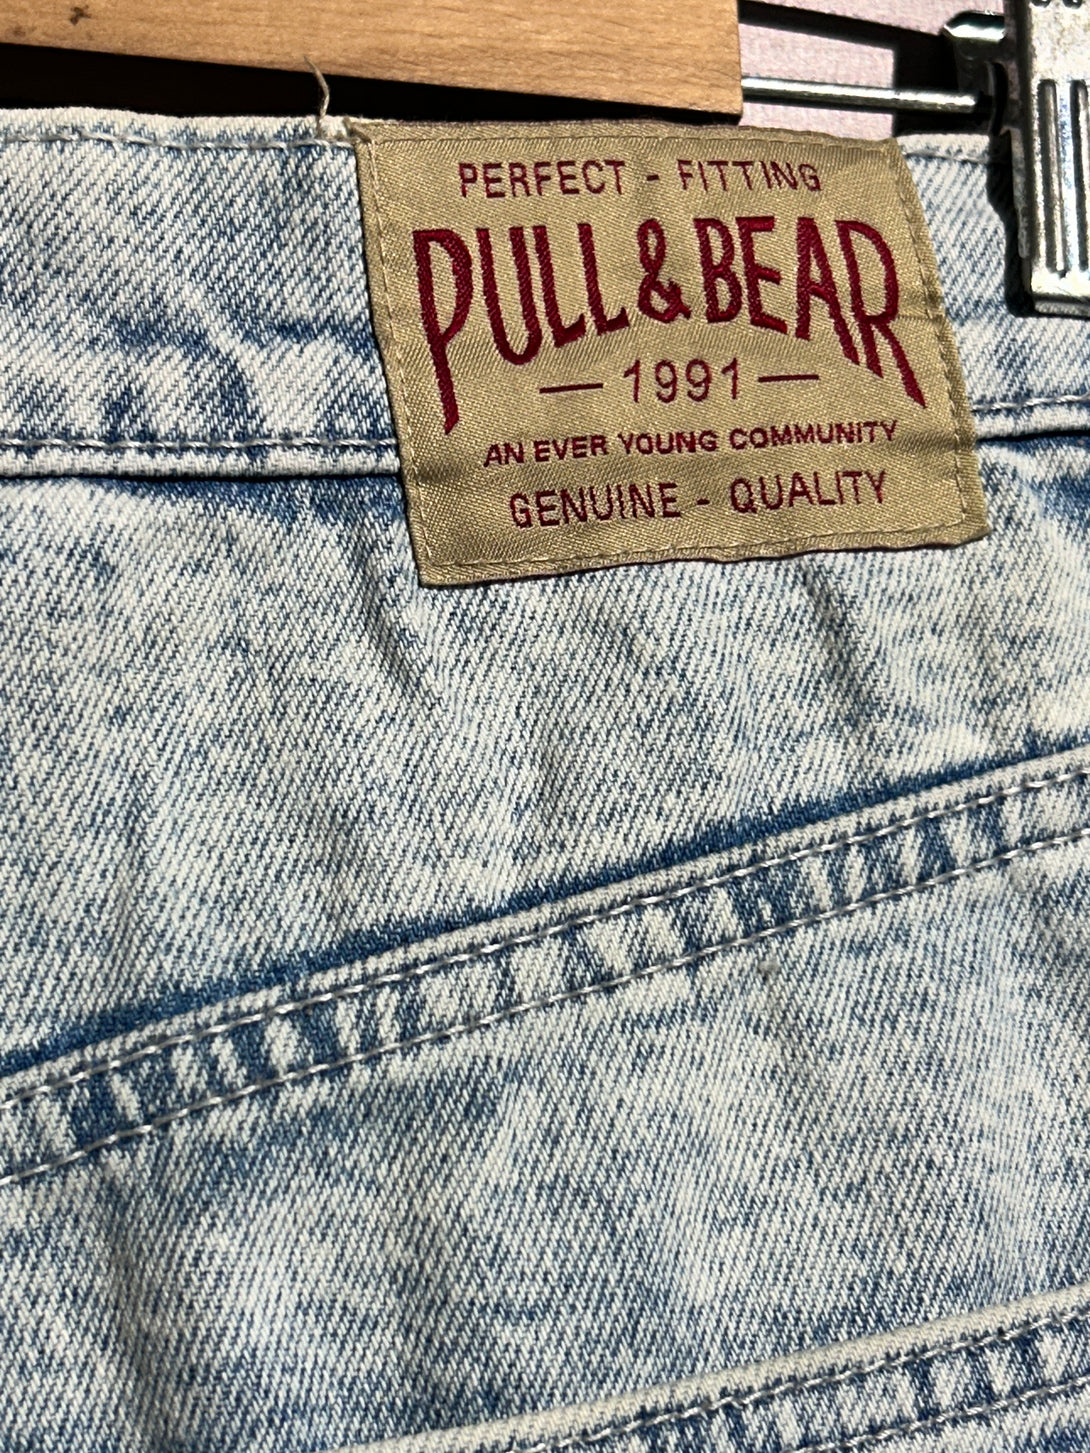 PERFECT - FITTING
PULL & BEAR
— 1991 —
AN EVER YOUNG COMMUNITY
GENUINE - QUALITY